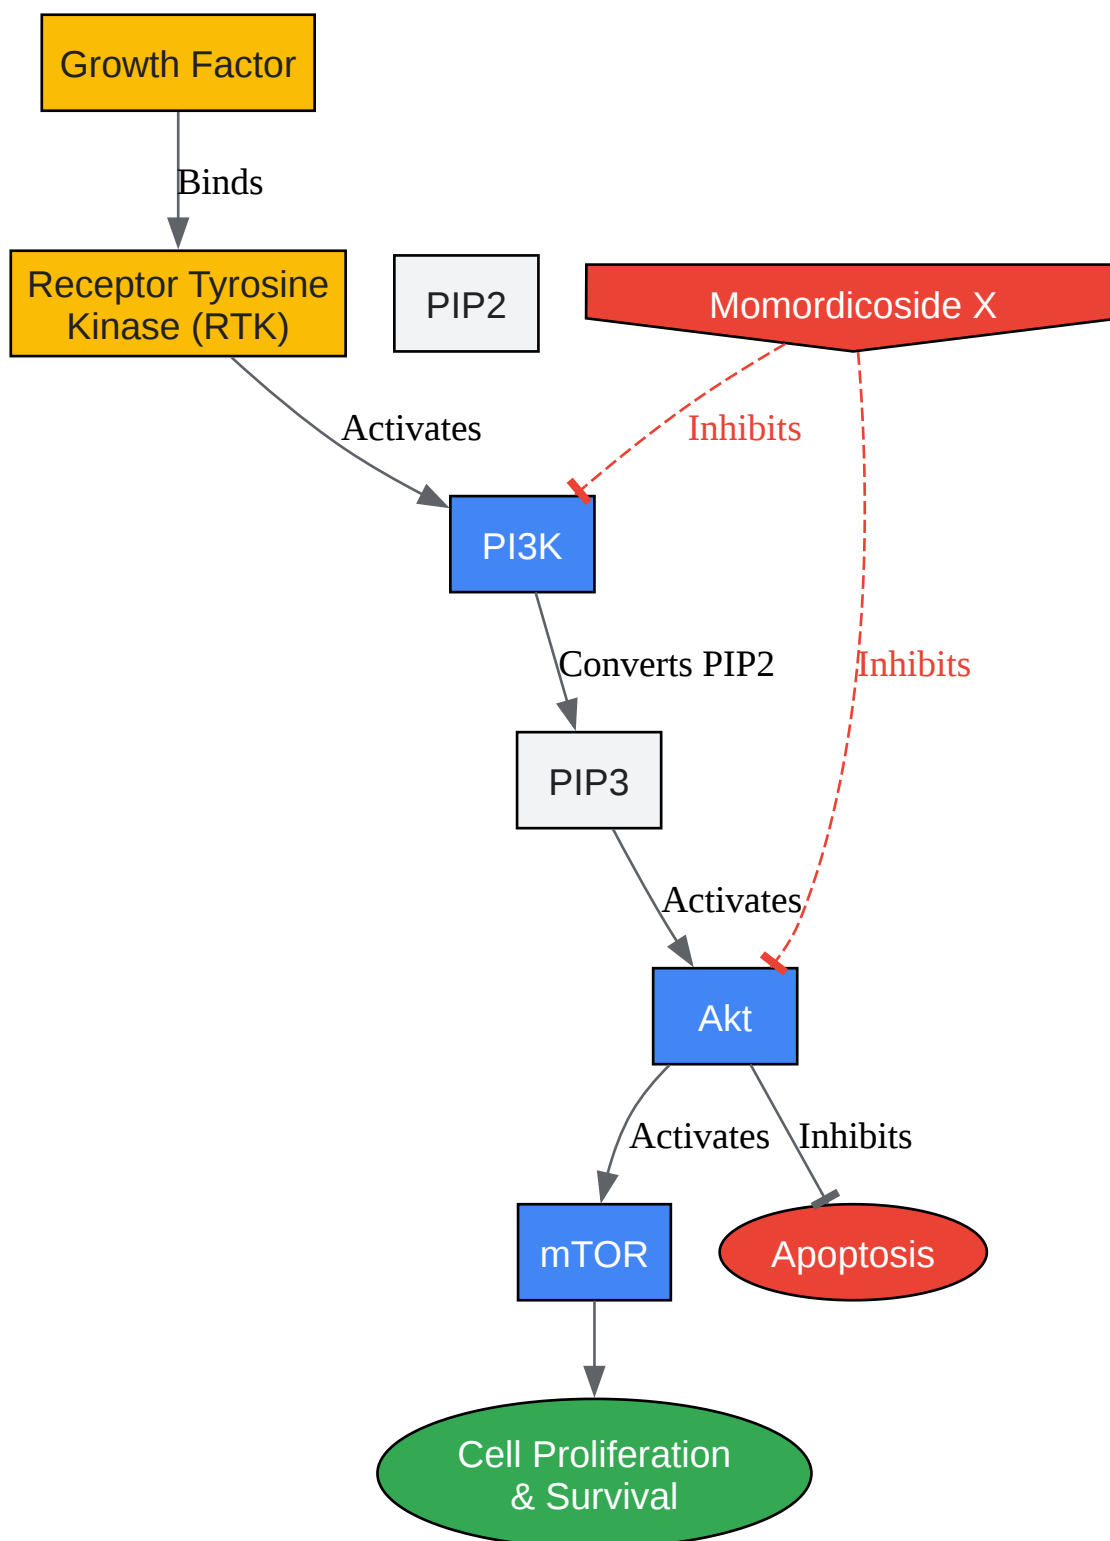 Growth Factor
Binds
Receptor Tyrosine
Kinase (RTK)
PIP2
Momordicoside X
Activates
Inhibits
PI3K
Converts PIP2
Inhibits
PIP3
Activates
Akt
Activates
Inhibits
mTOR
Apoptosis
Cell Proliferation
& Survival